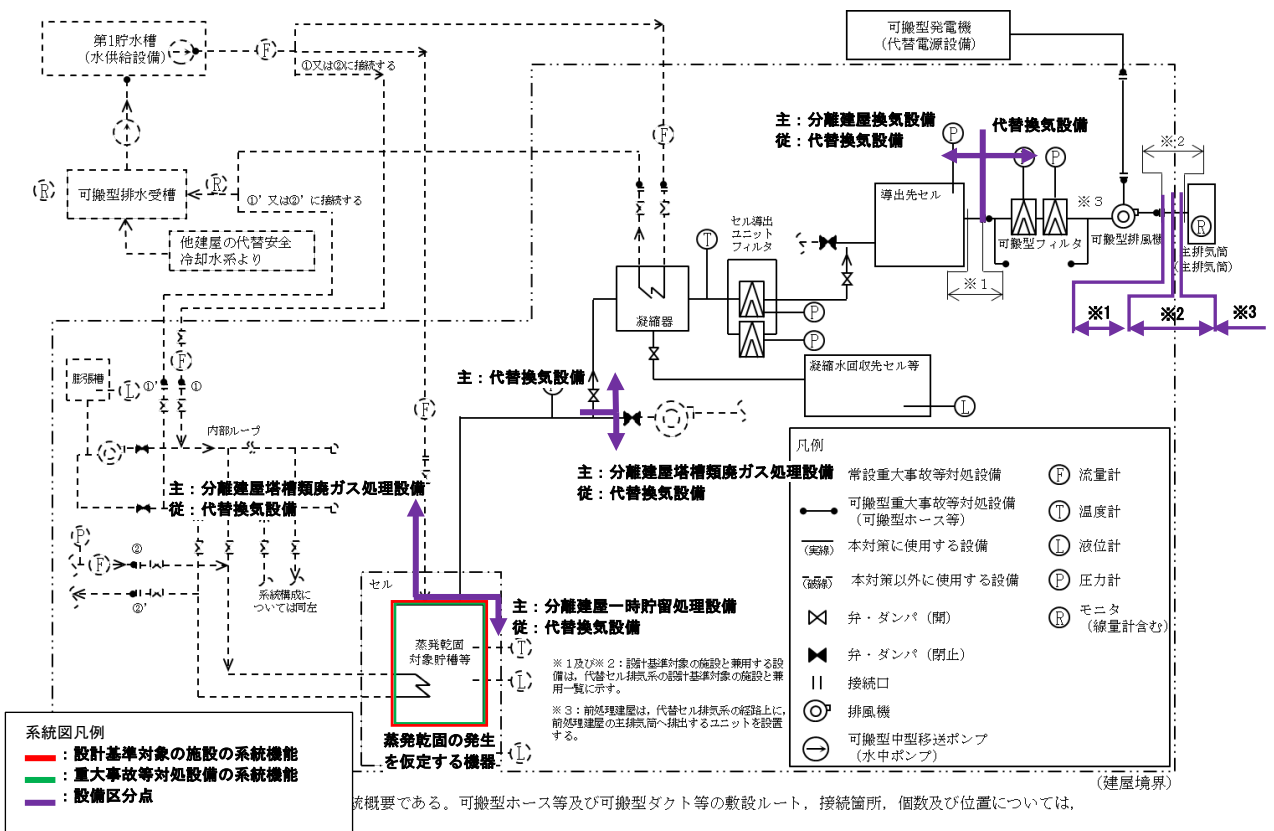 第1貯水槽
(水供給設備)
F
①又は②に接続する
F
可搬型発電機
(代替電源設備)
R
可搬型排水受槽
R
①’又は②’に接続する
他建屋の代替安全
冷却水系より
主：分離建屋換気設備
従：代替換気設備
代替換気設備
P
P
※2
導出先セル
※3
可搬型フィルタ
可搬型排風機
R
主排気筒
(主排気筒)
※1
※1
※2
※3
セル導出
ユニット
フィルタ
T
凝縮器
P
P
凝縮水回収先セル等
L
主：代替換気設備
主：分離建屋塔槽類廃ガス処理設備
従：代替換気設備
膨張槽
L
①’
①
F
F
内部ループ
主：分離建屋塔槽類廃ガス処理設備
従：代替換気設備
P
F
②
②’
系統構成に
ついては同左
セル
蒸発乾固
対象貯槽等
T
L
L
主：分離建屋一時貯留処理設備
従：代替換気設備
蒸発乾固の発生
を仮定する機器
※1及び※2：設計基準対象の施設と兼用する設
備は，代替セル排気系の設計基準対象の施設と兼
用一覧に示す。
※3：前処理建屋は，代替セル排気系の経路上に，
前処理建屋の主排気筒へ排出するユニットを設置
する。
凡例
常設重大事故等対処設備
可搬型重大事故等対処設備
(可搬型ホース等)
(実線)
本対策に使用する設備
(破線)
本対策以外に使用する設備
弁・ダンパ（開）
弁・ダンパ（閉止）
接続口
排風機
可搬型中型移送ポンプ
(水中ポンプ)
F 流量計
T 温度計
L 液位計
P 圧力計
R モニタ
(線量計含む)
(建屋境界)
系統図凡例
：設計基準対象の施設の系統機能
：重大事故等対処設備の系統機能
：設備区分点
統概要である。可搬型ホース等及び可搬型ダクト等の敷設ルート，接続箇所，個数及び位置については，